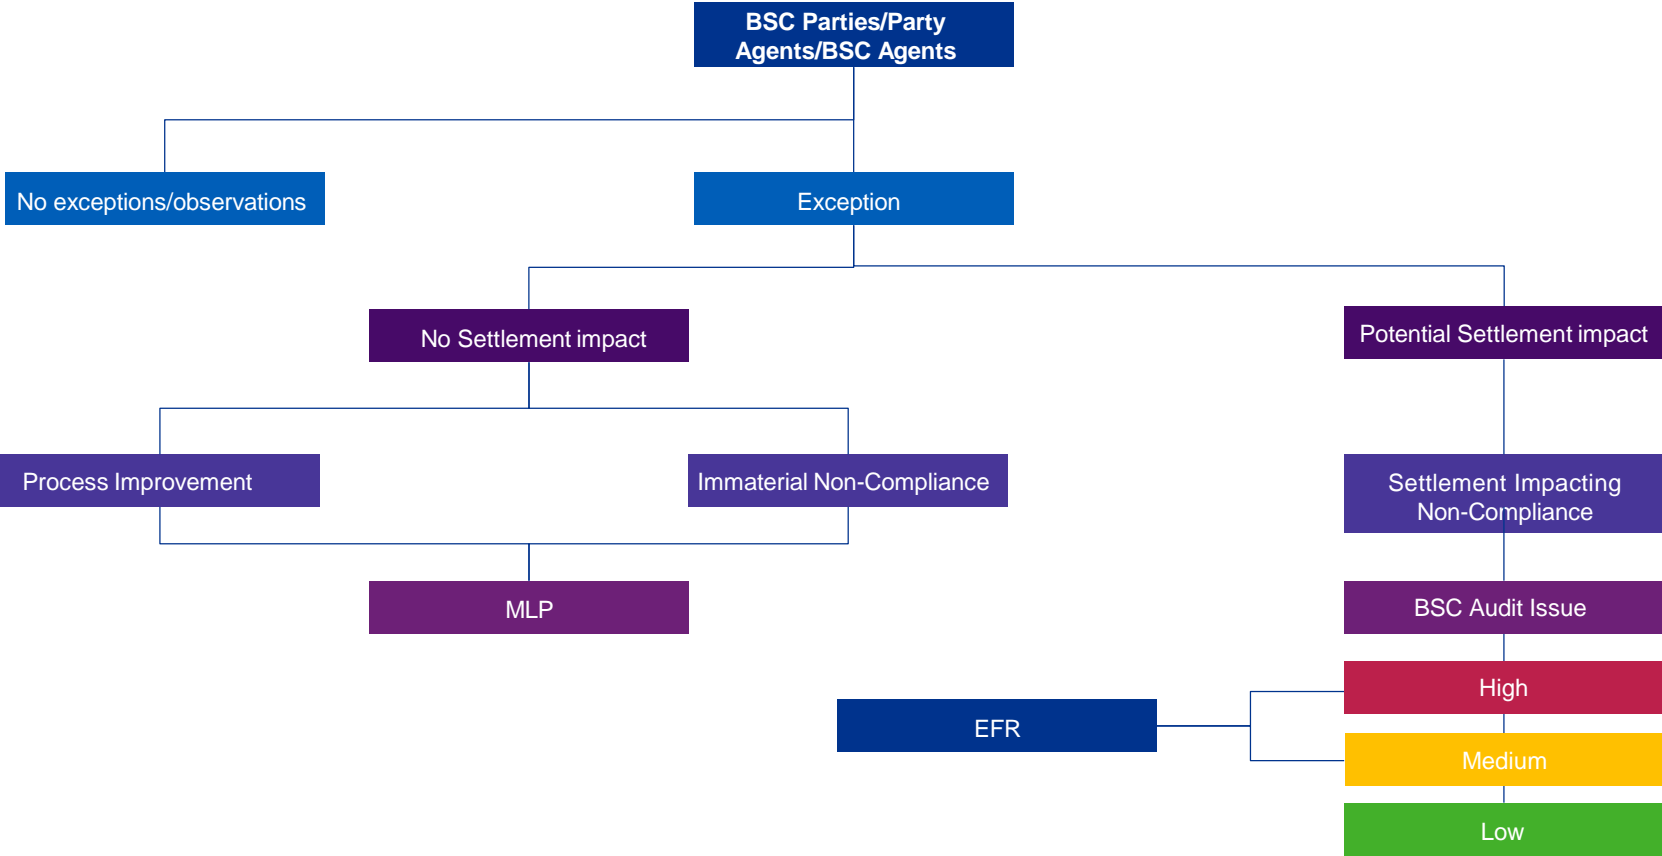 BSC Parties/Party
Agents/BSC Agents
No exceptions/observations
Exception
No Settlement impact
Potential Settlement impact
Process Improvement
Immaterial Non-Compliance
Settlement Impacting
Non-Compliance
MLP
BSC Audit Issue
High
EFR
Medium
Low